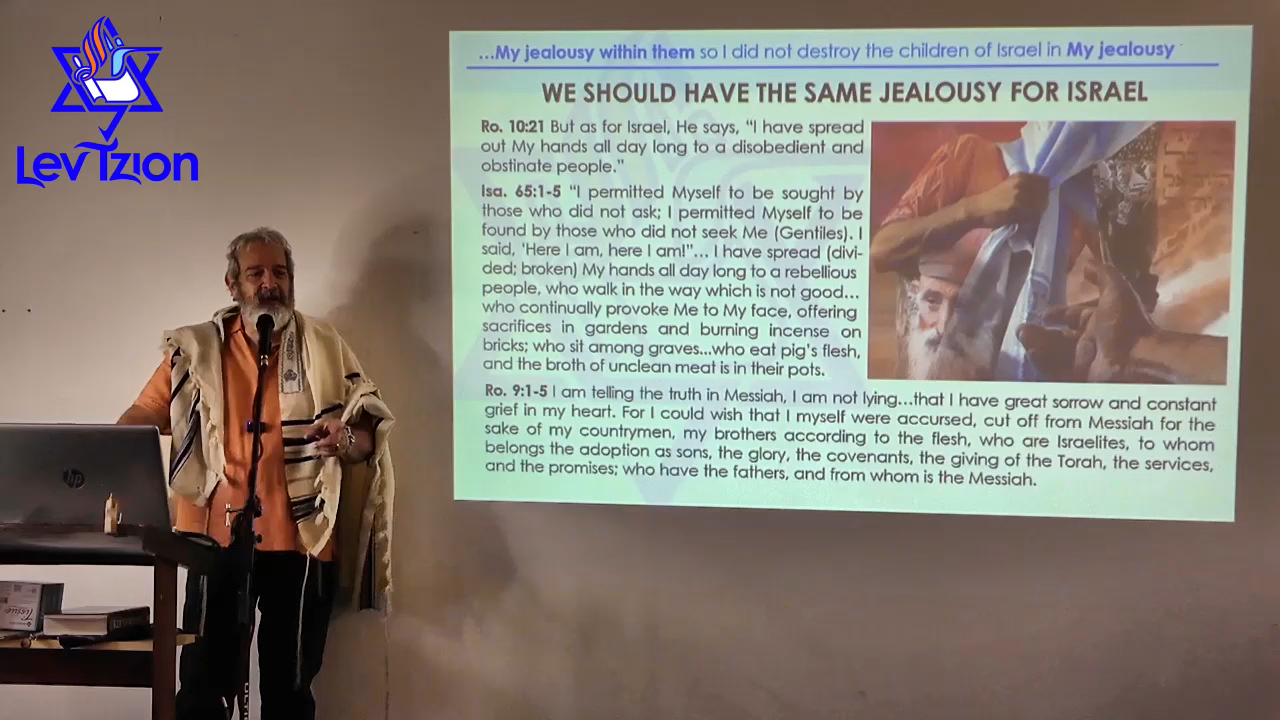 Lev Tzion
...My jealousy within them so I did not destroy the children of Israel in My jealousy
WE SHOULD HAVE THE SAME JEALOUSY FOR ISRAEL
Ro. 10:21 But as for Israel, He says, “I have spread
out My hands all day long to a disobedient and
obstinate people.”
Isa. 65:1-5 “I permitted Myself to be sought by
those who did not ask; I permitted Myself to be
found by those who did not seek Me (Gentiles). I
said, ‘Here I am, here I am!”... I have spread (divi-
ded; broken) My hands all day long to a rebellious
people, who walk in the way which is not good...
who continually provoke Me to My face, offering
sacrifices in gardens and burning incense on
bricks; who sit among graves...who eat pig’s flesh,
and the broth of unclean meat is in their pots.
Ro. 9:1-5 I am telling the truth in Messiah, I am not lying...that I have great sorrow and constant
grief in my heart. For I could wish that I myself were accursed, cut off from Messiah for the
sake of my countrymen, my brothers according to the flesh, who are Israelites, to whom
belongs the adoption as sons, the glory, the covenants, the giving of the Torah, the services,
and the promises; who have the fathers, and from whom is the Messiah.
hp
Tissue